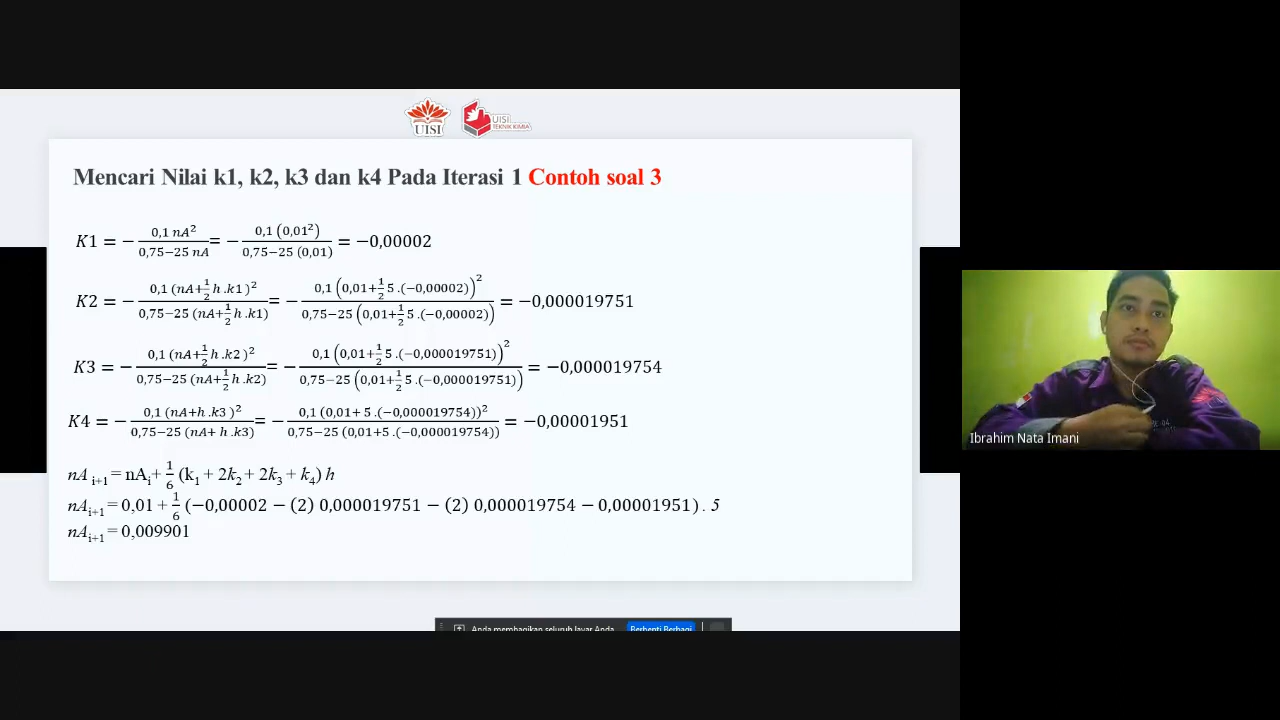 UISI
UISI
TEKNIK KIMIA
Mencari Nilai k1, k2, k3 dan k4 Pada Iterasi 1 Contoh soal 3
K1 = − 0,1 nA² / 0,75−25 nA = − 0,1 (0,01²) / 0,75−25 (0,01) = −0,00002
K2 = − 0,1 (nA+½ h .k1)² / 0,75−25 (nA+½ h .k1) = − 0,1 (0,01+½ 5 .(−0,00002))² / 0,75−25 (0,01+½ 5 .(−0,00002)) = −0,000019751
K3 = − 0,1 (nA+½ h .k2)² / 0,75−25 (nA+½ h .k2) = − 0,1 (0,01+½ 5 .(−0,000019751))² / 0,75−25 (0,01+½ 5 .(−0,000019751)) = −0,000019754
K4 = − 0,1 (nA+h .k3)² / 0,75−25 (nA+ h .k3) = − 0,1 (0,01+ 5 .(−0,000019754))² / 0,75−25 (0,01+5 .(−0,000019754)) = −0,00001951
nA i+1 = nAi+ 1/6 (k1 + 2k2 + 2k3 + k4) h
nAi+1 = 0,01 + 1/6 (−0,00002 − (2) 0,000019751 − (2) 0,000019754 − 0,00001951) . 5
nAi+1 = 0,009901
Ibrahim Nata Imani
Anda membagikan seluruh layar Anda. Berhenti Berbagi